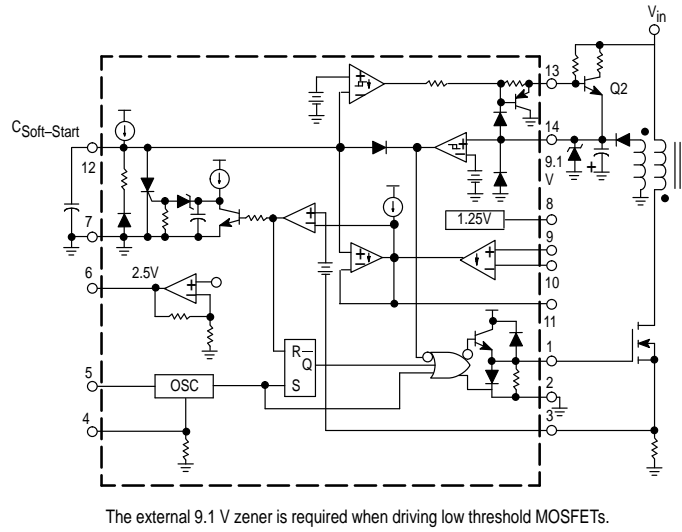 Vin
13
Q2
CSoft–Start
14
12
9.1
V
8
1.25V
7
9
6
2.5V
10
11
R
Q
S
1
5
OSC
2
4
3
The external 9.1 V zener is required when driving low threshold MOSFETs.